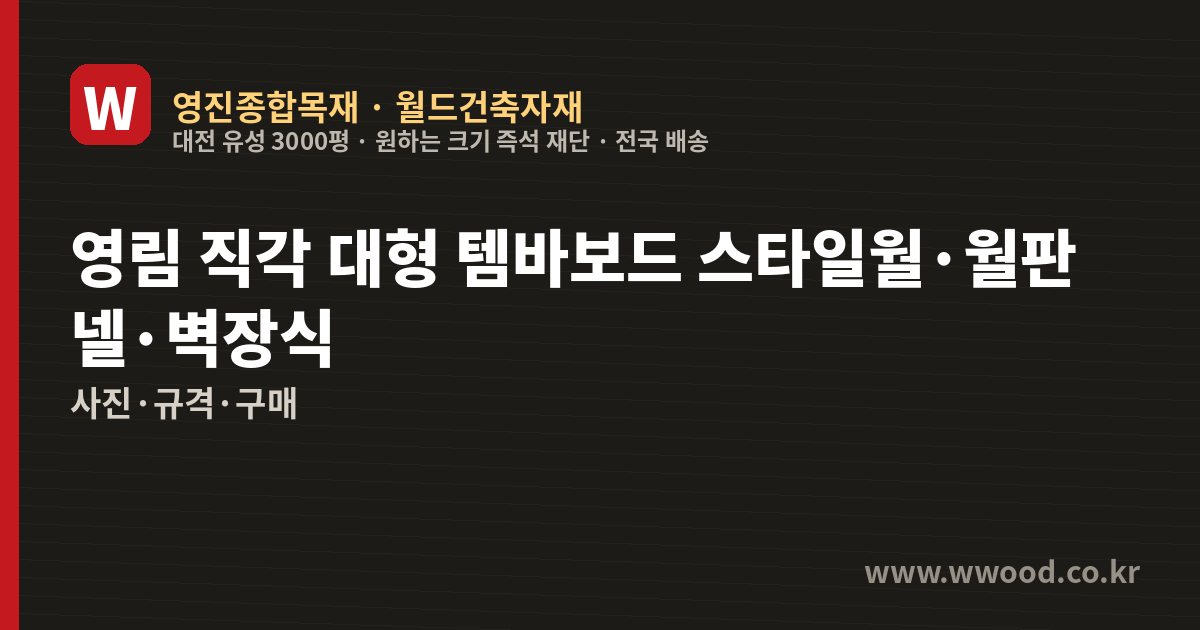 W
영진종합목재 · 월드건축자재
대전 유성 3000평 · 원하는 크기 즉석 재단 · 전국 배송
영림 직각 대형 템바보드 스타일월·월판
넬·벽장식
사진·규격·구매
www.wwood.co.kr